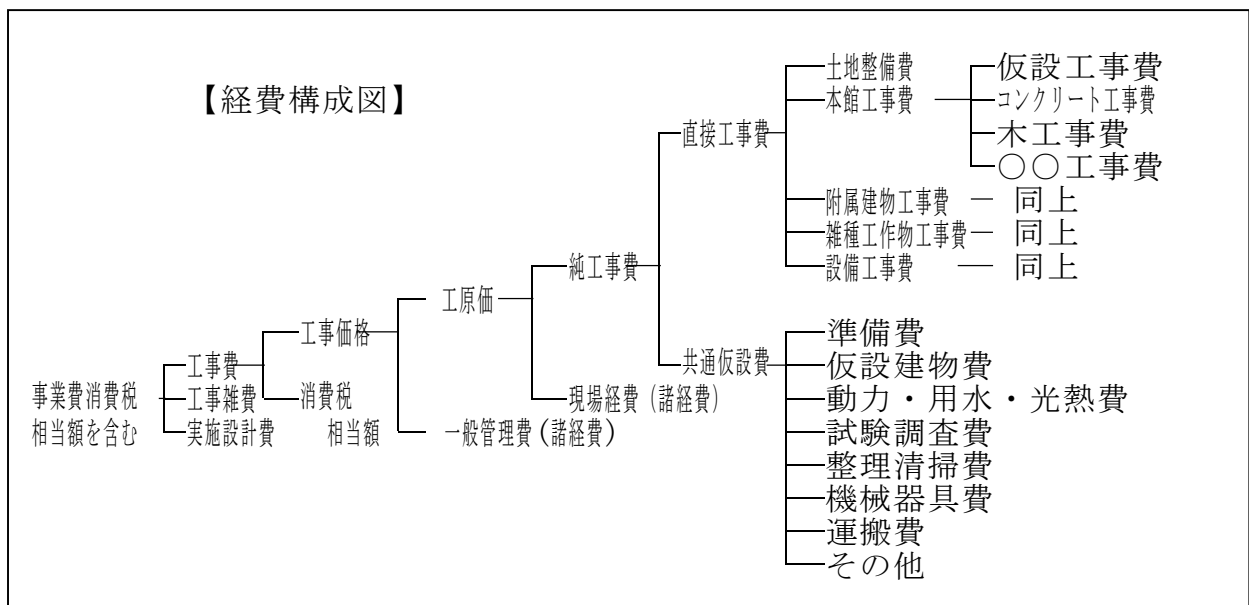 【経費構成図】
事業費消費税
相当額を含む
工事費
工事雑費
実施設計費
工事価格
消費税
相当額
工原価
一般管理費(諸経費)
純工事費
現場経費(諸経費)
直接工事費
共通仮設費
土地整備費
本館工事費
仮設工事費
コンクリート工事費
木工事費
○○工事費
附属建物工事費 ― 同上
雑種工作物工事費 ― 同上
設備工事費 ― 同上
準備費
仮設建物費
動力・用水・光熱費
試験調査費
整理清掃費
機械器具費
運搬費
その他